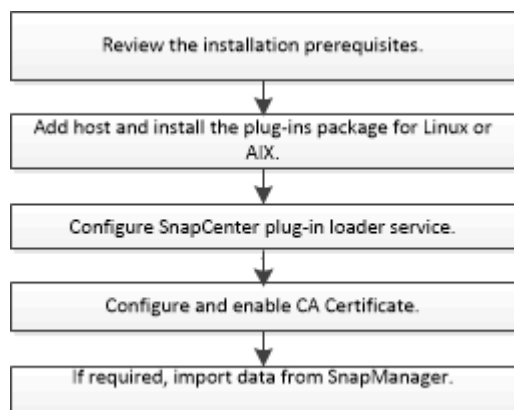 Review the installation prerequisites.
Add host and install the plug-ins package for Linux or
AIX.
Configure SnapCenter plug-in loader service.
Configure and enable CA Certificate.
If required, import data from SnapManager.